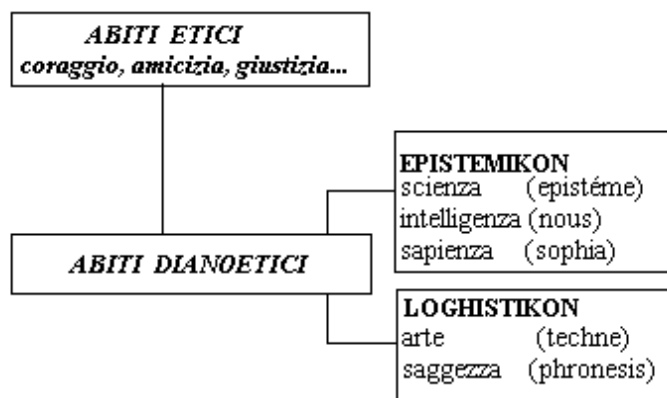 ABITI ETICI
coraggio, amicizia, giustizia...
EPISTEMIKON
scienza (epistéme)
intelligenza (nous)
sapienza (sophia)
ABITI DIANOETICI
LOGHISTIKON
arte (techne)
saggezza (phronesis)